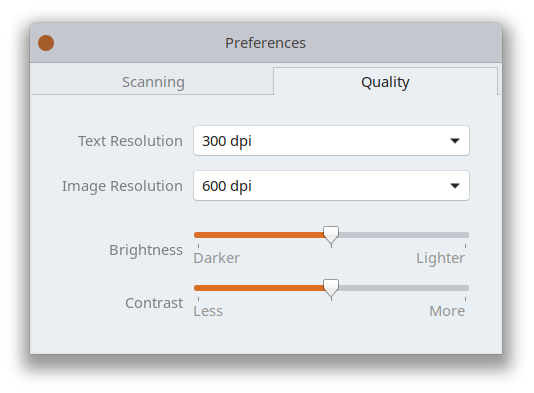 Preferences
Scanning Quality
Text Resolution 300 dpi
Image Resolution 600 dpi
Brightness
Darker Lighter
Contrast
Less More